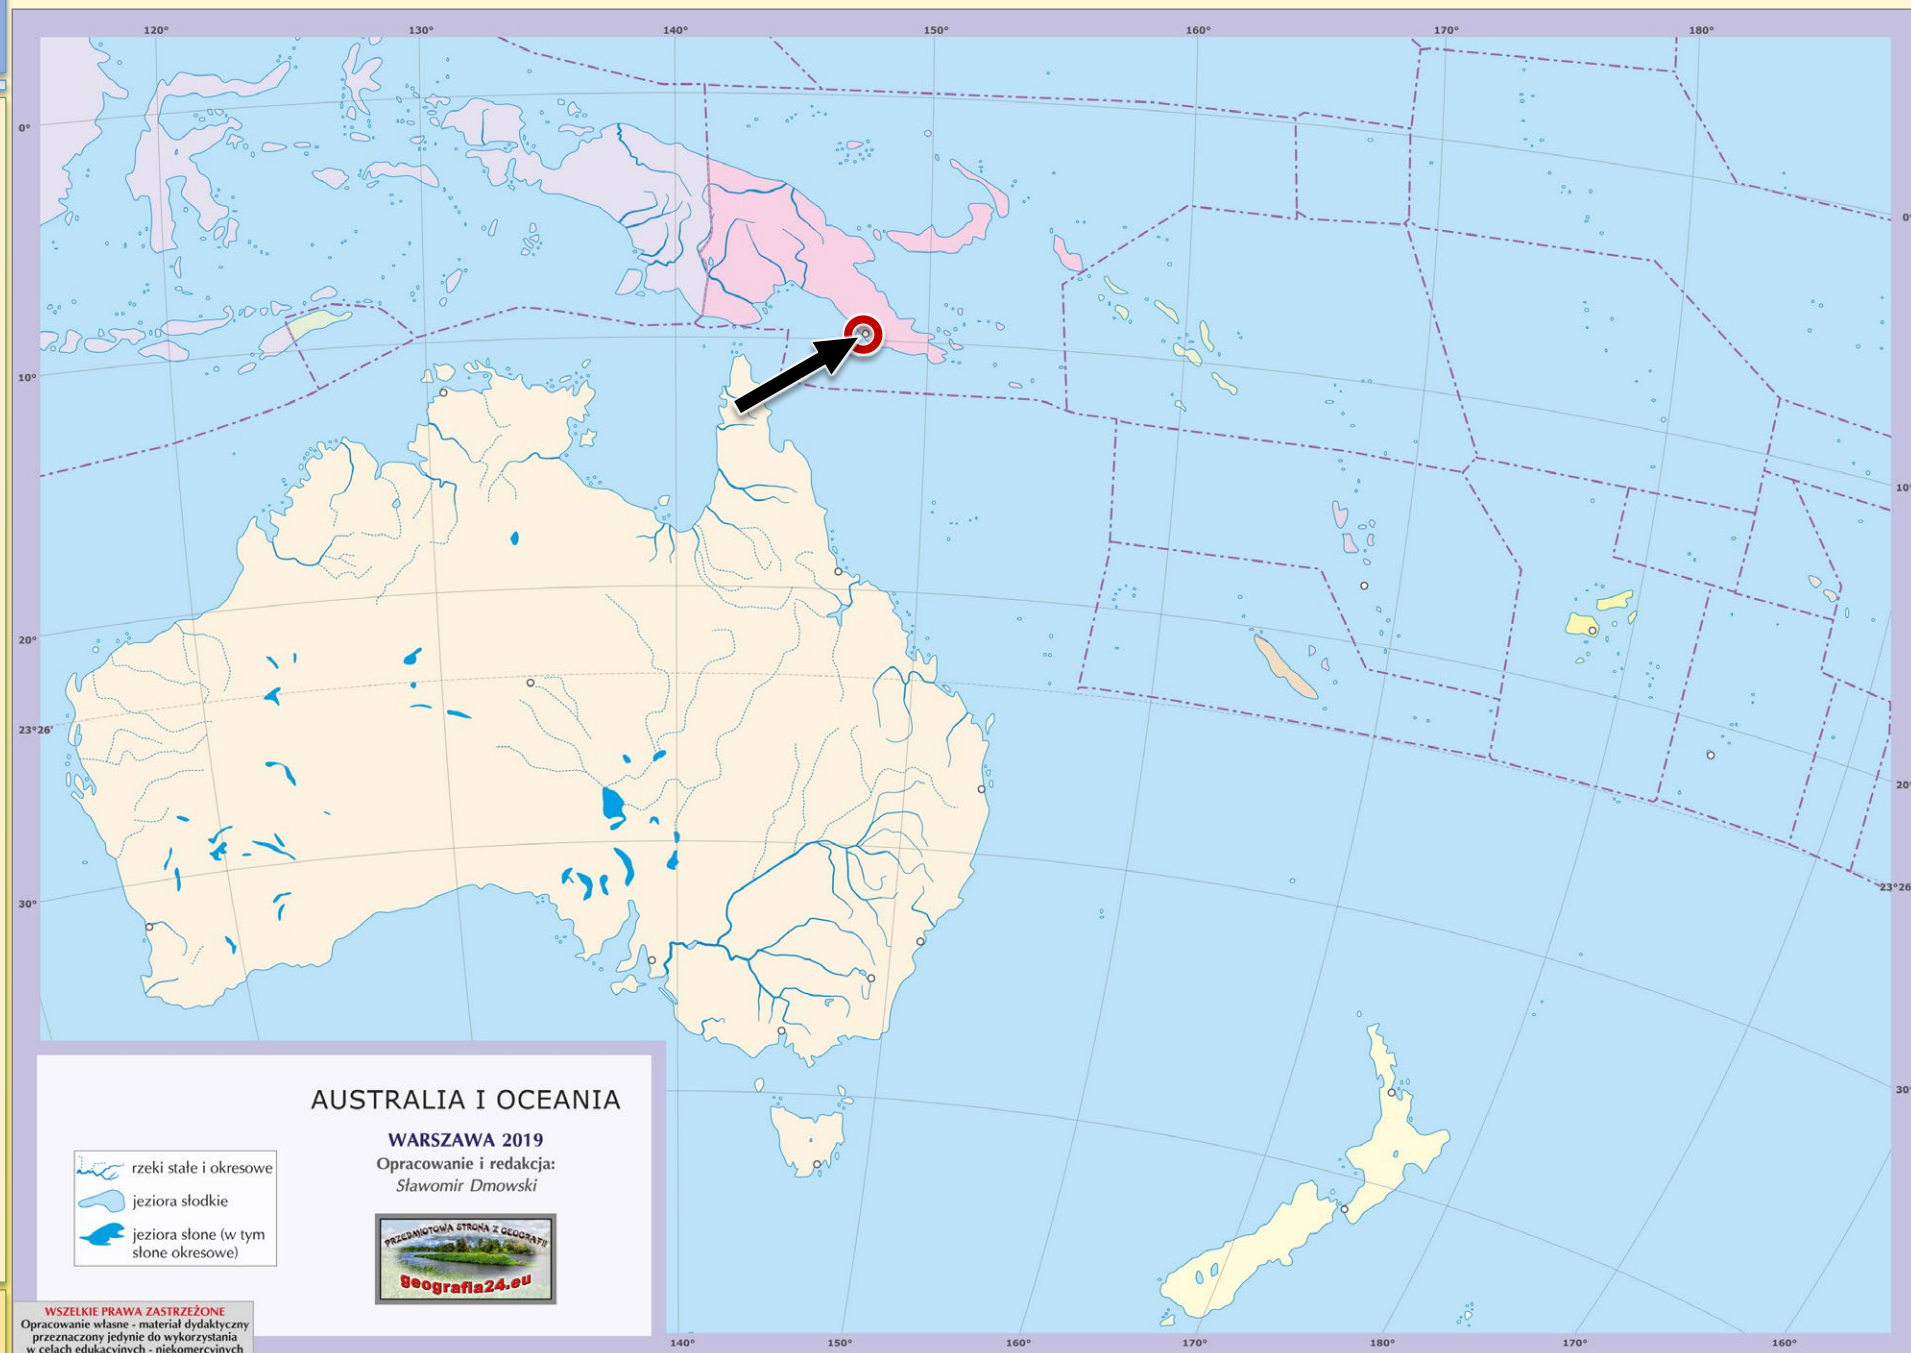 120° 130° 140° 150° 160° 170° 180°
0°
0°
10°
10°
20°
23°26'
20°
30°
23°26
30°
AUSTRALIA I OCEANIA
WARSZAWA 2019
Opracowanie i redakcja:
Sławomir Dmowski
rzeki stałe i okresowe
jeziora słodkie
jeziora słone (w tym
słone okresowe)
PRZEDMIOTOWA STRONA Z GEOGRAFII
geografia24.eu
WSZELKIE PRAWA ZASTRZEŻONE
Opracowanie własne - materiał dydaktyczny
przeznaczony jedynie do wykorzystania
w celach edukacyjnych - niekomercyjnych
140° 150° 160° 170° 180° 170° 160°